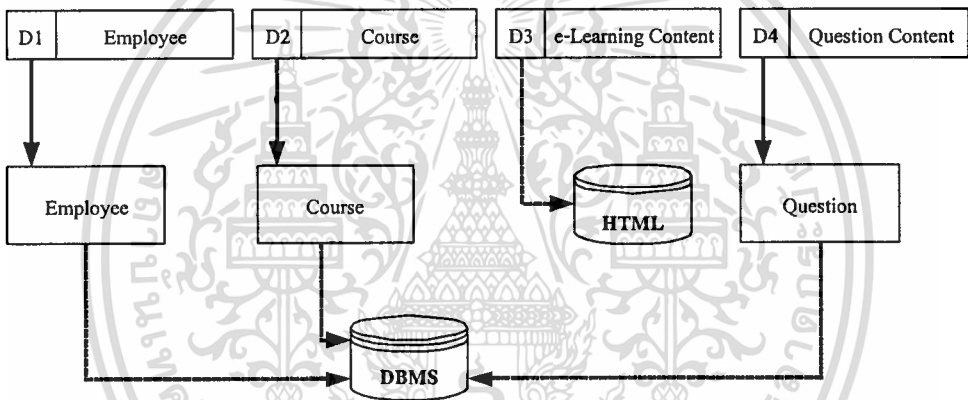 D1 Employee D2 Course D3 e-Learning Content D4 Question Content
Employee Course HTML Question
DBMS